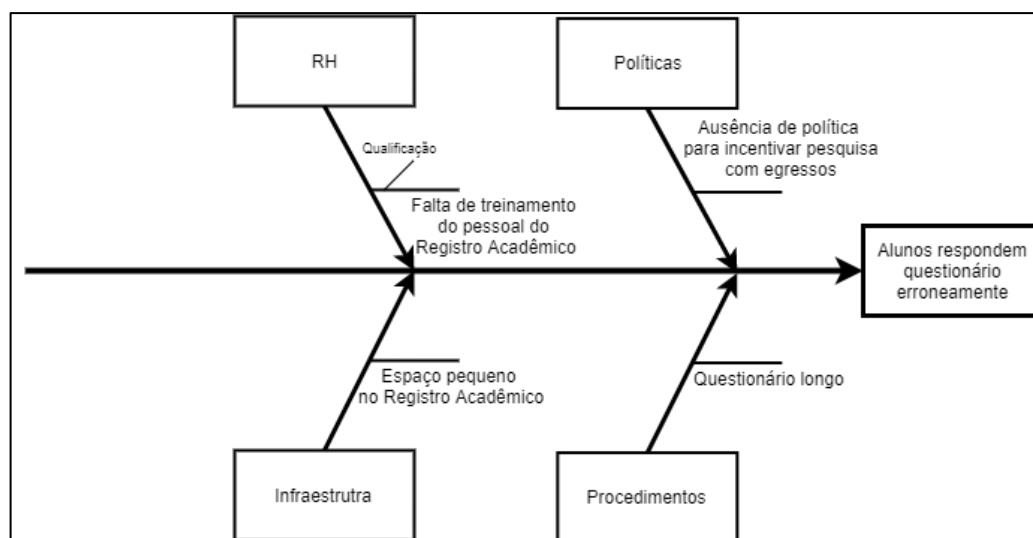 RH
Políticas
Qualificação
Falta de treinamento
do pessoal do
Registro Acadêmico
Ausência de política
para incentivar pesquisa
com egressos
Alunos respondem
questionário
erroneamente
Espaço pequeno
no Registro Acadêmico
Questionário longo
Infraestrutra
Procedimentos